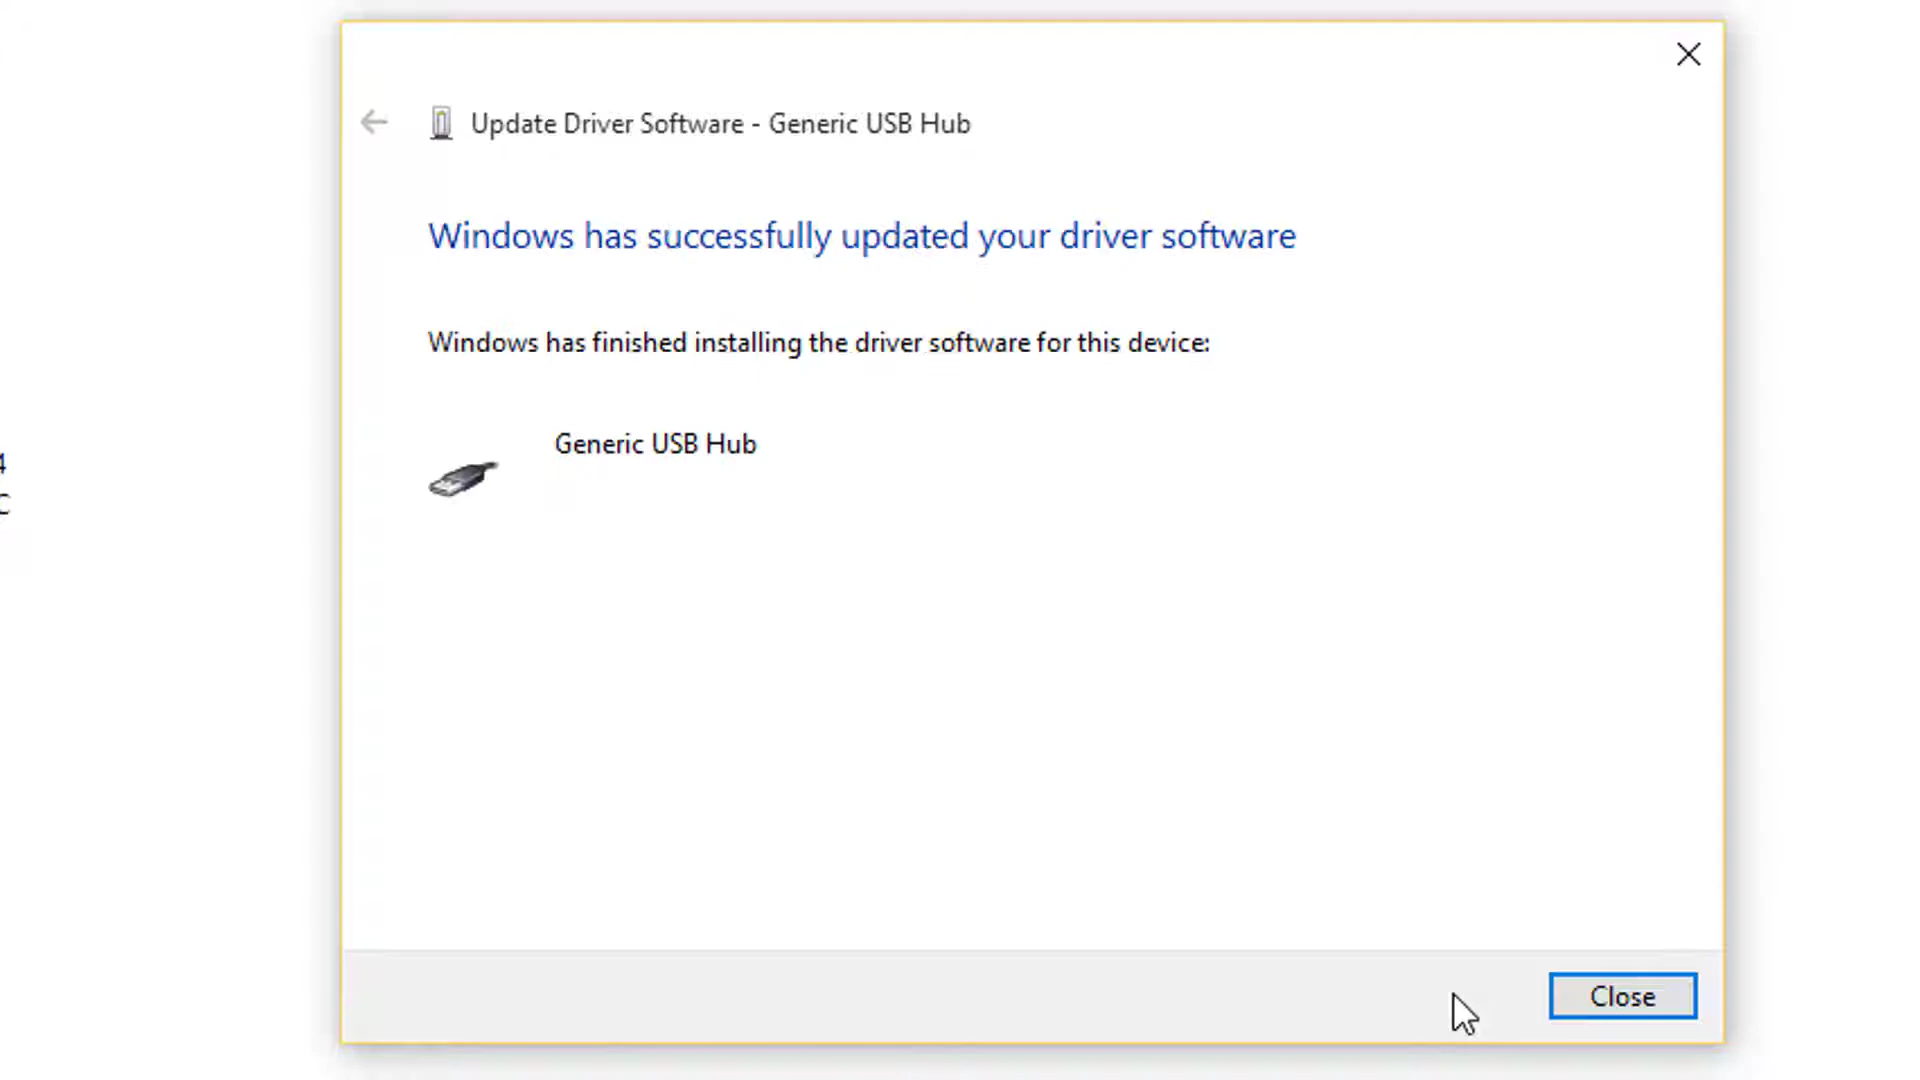 Update Driver Software - Generic USB Hub
Windows has successfully updated your driver software
Windows has finished installing the driver software for this device:
Generic USB Hub
4
C
Close